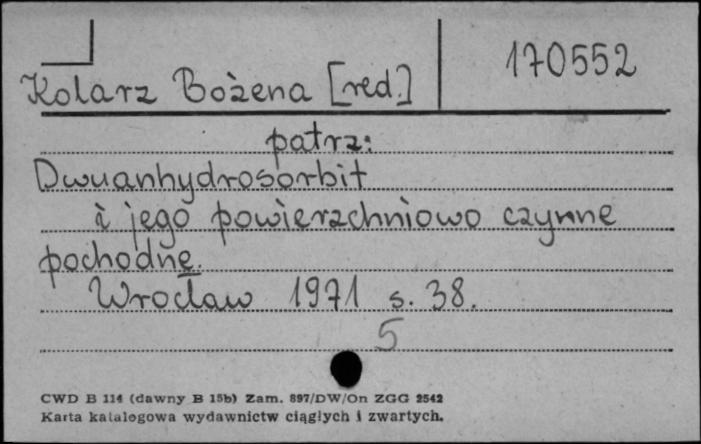 Kolarz Bożena [red.]
170552
patrz:
Dwuanhydrosorbit
i jego powierzchniowo czynne
pochodne.
Wrocław 1971 s. 38.
5
CWD B 114 (dawny B 15b) Zam. 897/DW/On ZGG 2542
Karta katalogowa wydawnictw ciągłych i zwartych.